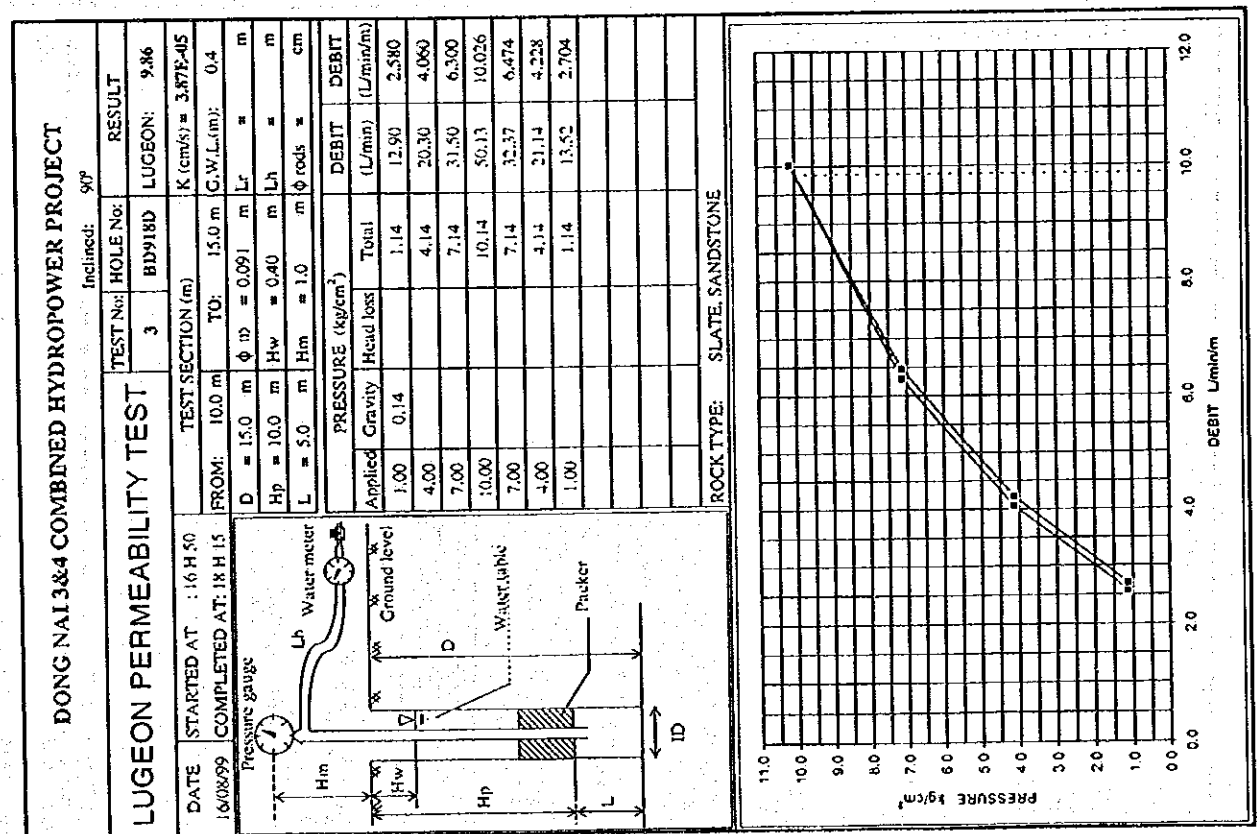 DONG NAI 3&4 COMBINED HYDROPOWER PROJECT
Inclined: 90°
LUGEON PERMEABILITY TEST
TEST No: HOLE No: RESULT
3 BD918D LUGEON: 9.86
DATE STARTED AT : 16 H 50
16/08/99 COMPLETED AT: 18 H 15
TEST SECTION (m) K (cm/s) = 3.87E-05
FROM: 10.0 m TO: 15.0 m G.W.L.(m): 0.4
D = 15.0 m ϕ ID = 0.091 m Lr = m
Hp = 10.0 m Hw = 0.40 m Lh = m
L = 5.0 m Hm = 1.0 m ϕ rods = cm
PRESSURE (kg/cm²) DEBIT DEBIT
Applied Gravity Head loss Total (L/min) (L/min/m)
1.00 0.14 1.14 12.90 2.580
4.00 4.14 20.30 4.060
7.00 7.14 31.50 6.300
10.00 10.14 50.13 10.026
7.00 7.14 32.37 6.474
4.00 4.14 21.14 4.228
1.00 1.14 13.52 2.704
ROCK TYPE: SLATE, SANDSTONE
Pressure gauge
Lh Water meter
Ground level
Hm
Hw
Hp
L
D
Water table
Packer
ID
PRESSURE kg/cm²
11.0
10.0
9.0
8.0
7.0
6.0
5.0
4.0
3.0
2.0
1.0
0
0.0 2.0 4.0 6.0 8.0 10.0 12.0
DEBIT L/min/m